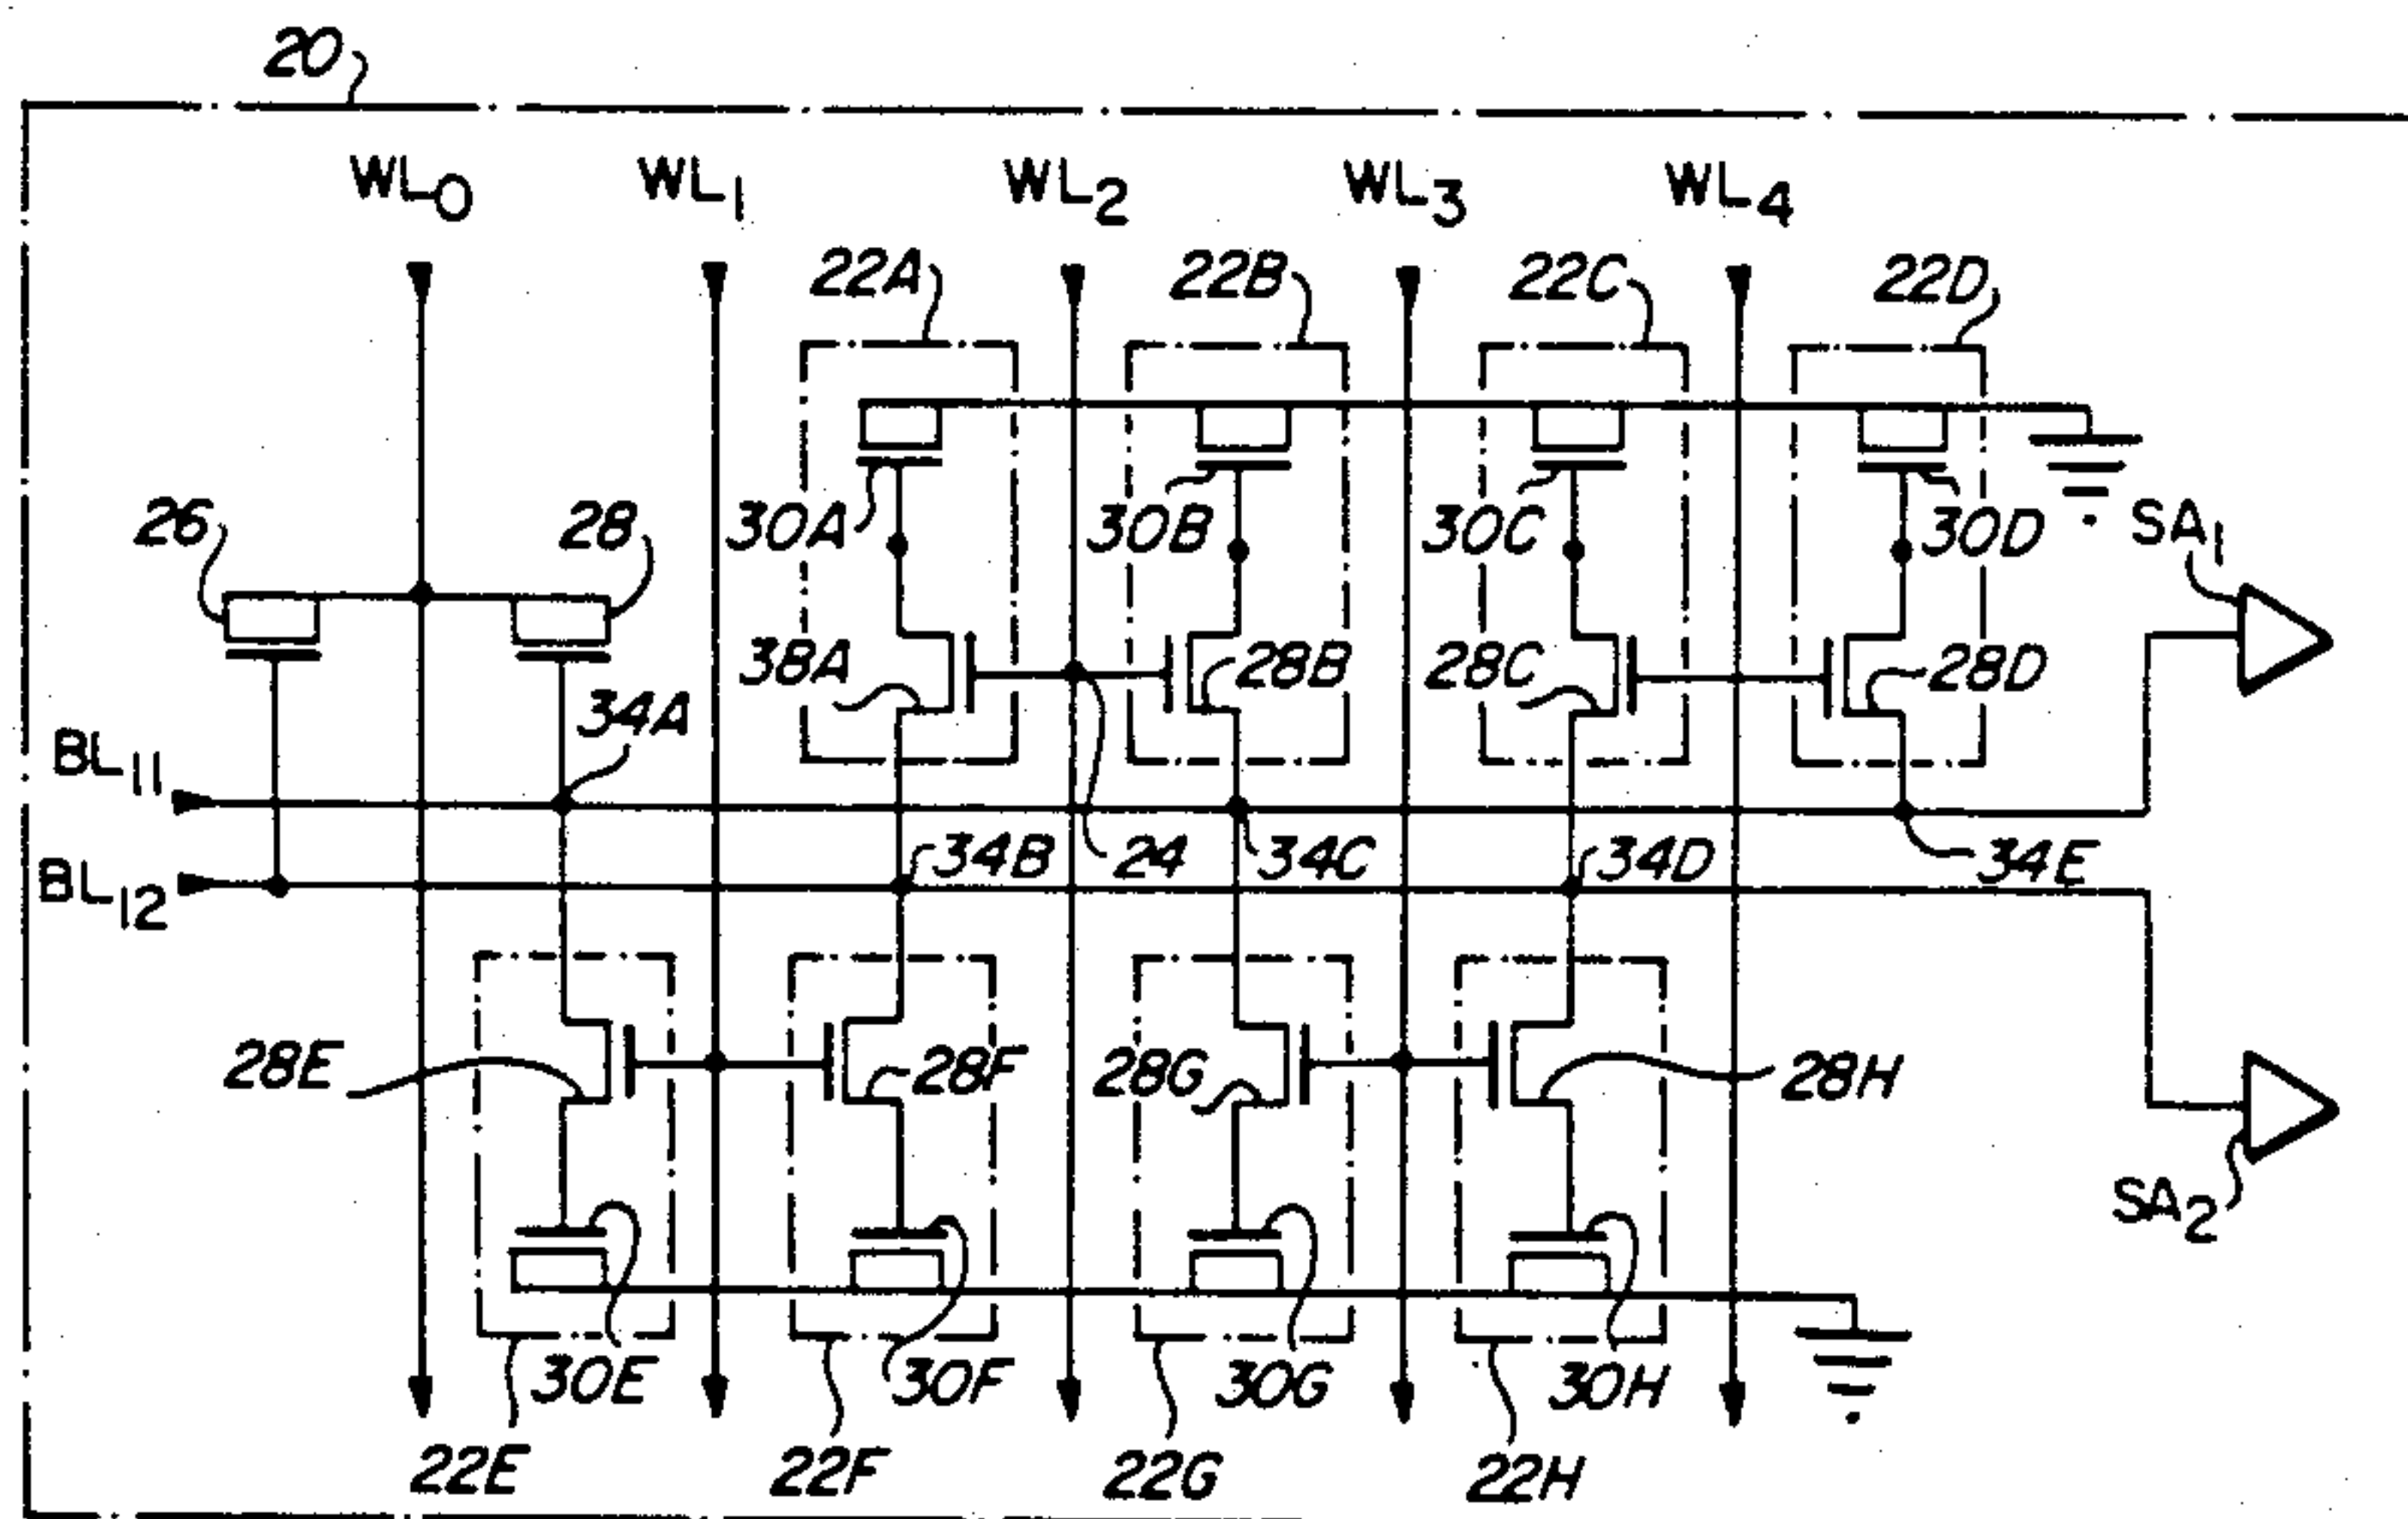 20
WL0 WL1 WL2 WL3 WL4
22A 22B 22C 22D
26 28 30A 30B 30C 30D SA1
38A 28B 28C 28D
34A
BL11
34B 24 34C 34D 34E
BL12
28E 28F 28G 28H
SA2
30E 30F 30G 30H
22E 22F 22G 22H